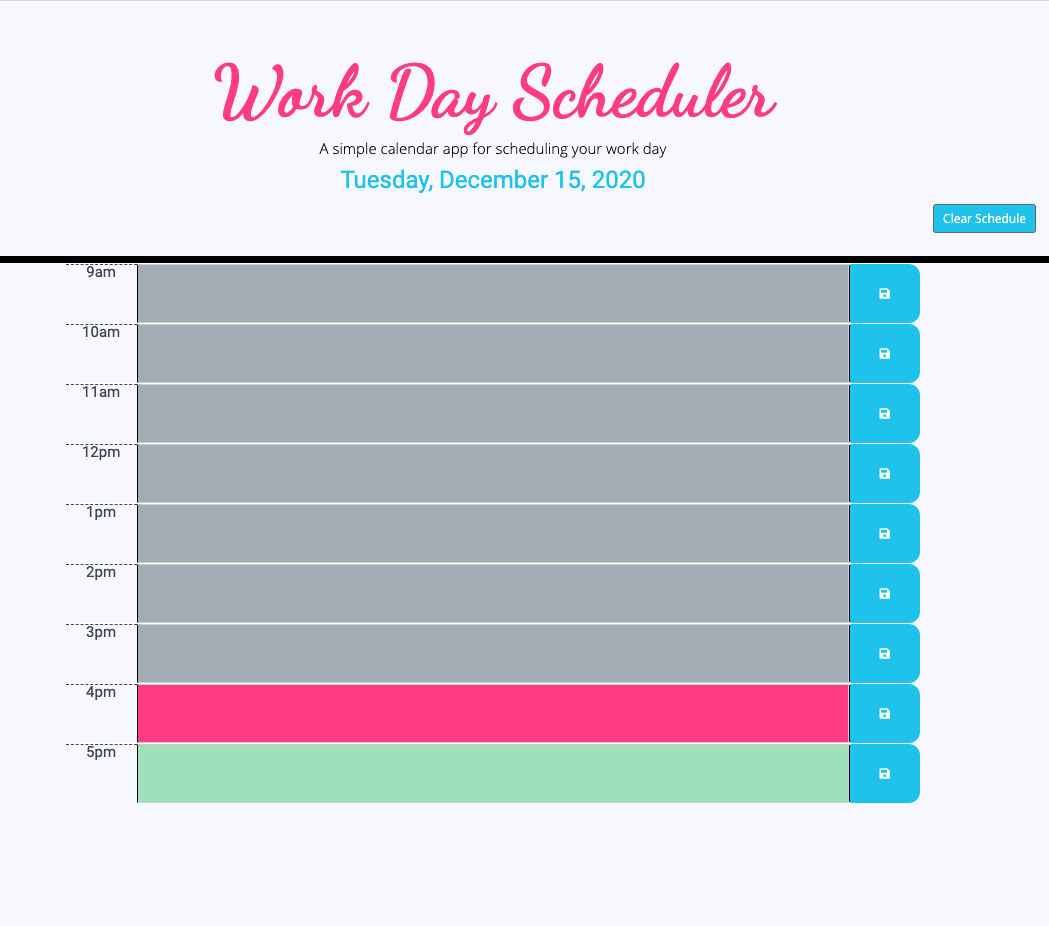 Work Day Scheduler
A simple calendar app for scheduling your work day
Tuesday, December 15, 2020
Clear Schedule
9am
10am
11am
12pm
1pm
2pm
3pm
4pm
5pm